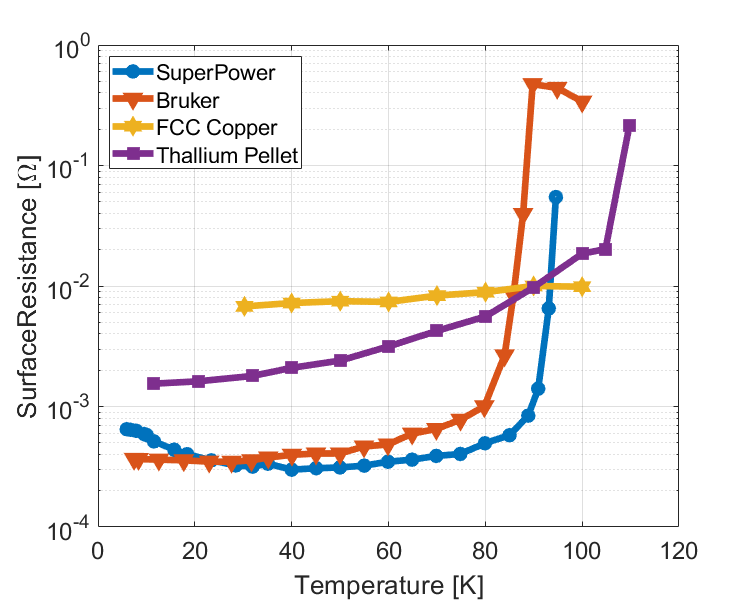 SuperPower
Bruker
FCC Copper
Thallium Pellet
SurfaceResistance [Ω]
10^0
10^-1
10^-2
10^-3
10^-4
0 20 40 60 80 100 120
Temperature [K]